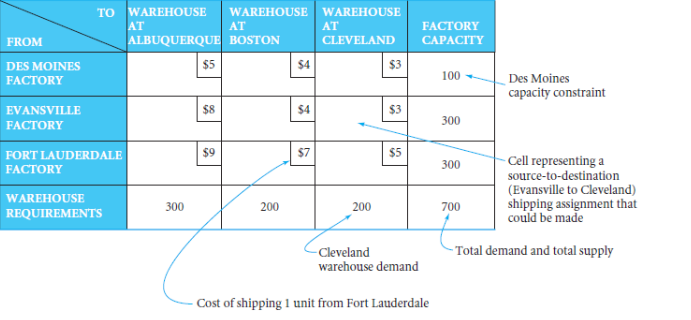 TO
WAREHOUSE AT ALBUQUERQUE
WAREHOUSE AT BOSTON
WAREHOUSE AT CLEVELAND
FACTORY CAPACITY
FROM
DES MOINES FACTORY
$5
$4
$3
100
Des Moines
capacity constraint
EVANSVILLE FACTORY
$8
$4
$3
300
FORT LAUDERDALE FACTORY
$9
$7
$5
300
Cell representing a
source-to-destination
(Evansville to Cleveland)
shipping assignment that
could be made
WAREHOUSE REQUIREMENTS
300
200
200
700
Cleveland
warehouse demand
Total demand and total supply
Cost of shipping 1 unit from Fort Lauderdale